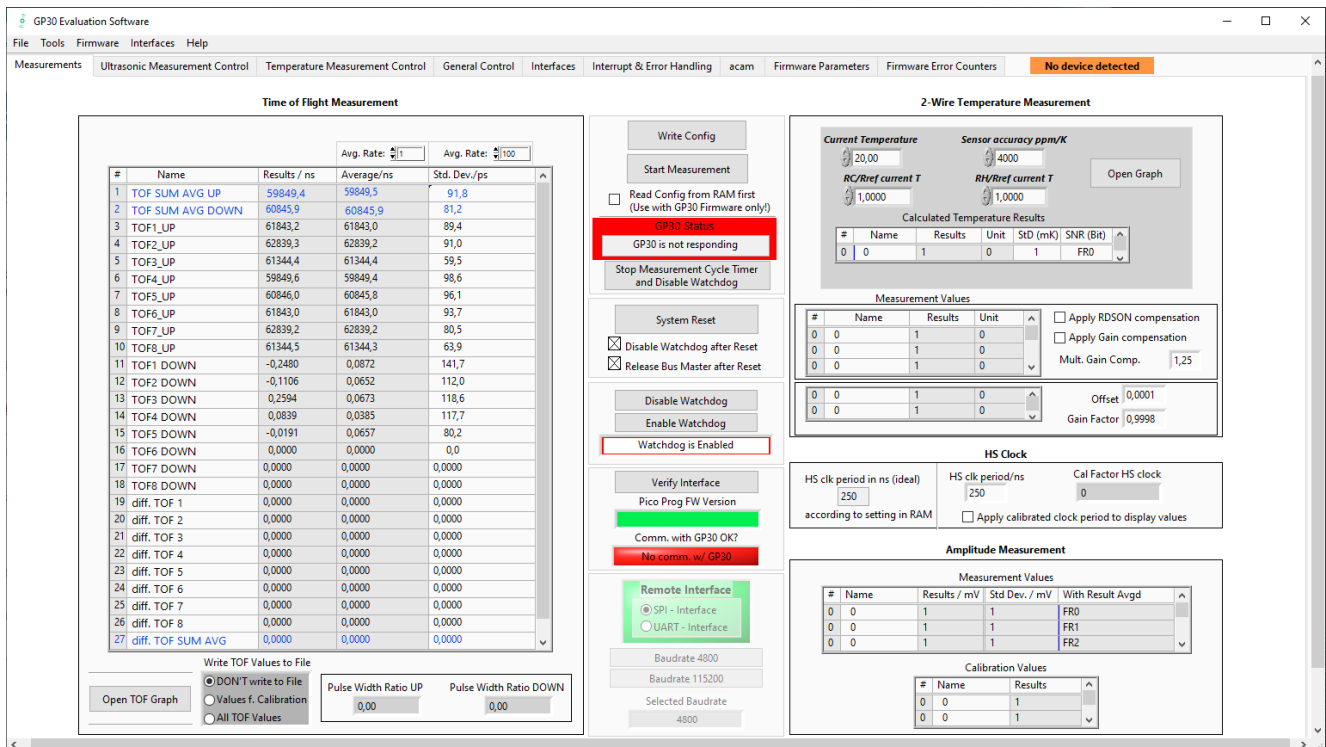 GP30 Evaluation Software
File Tools Firmware Interfaces Help
Measurements Ultrasonic Measurement Control Temperature Measurement Control General Control Interfaces Interrupt & Error Handling acam Firmware Parameters Firmware Error Counters No device detected
Time of Flight Measurement
Avg. Rate: 1 Avg. Rate: 100
# Name Results / ns Average/ns Std. Dev./ps
1 TOF SUM AVG UP 59849,4 59849,5 91,8
2 TOF SUM AVG DOWN 60845,9 60845,9 81,2
3 TOF1_UP 61843,2 61843,0 89,4
4 TOF2_UP 62839,3 62839,2 91,0
5 TOF3_UP 61344,4 61344,4 59,5
6 TOF4_UP 59849,6 59849,4 98,6
7 TOF5_UP 60846,0 60845,8 96,1
8 TOF6_UP 61843,0 61843,0 93,7
9 TOF7_UP 62839,2 62839,2 80,5
10 TOF8_UP 61344,5 61344,3 63,9
11 TOF1 DOWN -0,2480 0,0872 141,7
12 TOF2 DOWN -0,1106 0,0652 112,0
13 TOF3 DOWN 0,2594 0,0673 118,6
14 TOF4 DOWN 0,0839 0,0385 117,7
15 TOF5 DOWN -0,0191 0,0657 80,2
16 TOF6 DOWN 0,0000 0,0000 0,0
17 TOF7 DOWN 0,0000 0,0000 0,0000
18 TOF8 DOWN 0,0000 0,0000 0,0000
19 diff. TOF 1 0,0000 0,0000 0,0000
20 diff. TOF 2 0,0000 0,0000 0,0000
21 diff. TOF 3 0,0000 0,0000 0,0000
22 diff. TOF 4 0,0000 0,0000 0,0000
23 diff. TOF 5 0,0000 0,0000 0,0000
24 diff. TOF 6 0,0000 0,0000 0,0000
25 diff. TOF 7 0,0000 0,0000 0,0000
26 diff. TOF 8 0,0000 0,0000 0,0000
27 diff. TOF SUM AVG 0,0000 0,0000 0,0000
Write TOF Values to File
Open TOF Graph
DON'T write to File
Values f. Calibration
All TOF Values
Pulse Width Ratio UP Pulse Width Ratio DOWN
0,00 0,00
Write Config
Start Measurement
Read Config from RAM first
(Use with GP30 Firmware only!)
GP30 Status
GP30 is not responding
Stop Measurement Cycle Timer
and Disable Watchdog
System Reset
Disable Watchdog after Reset
Release Bus Master after Reset
Disable Watchdog
Enable Watchdog
Watchdog is Enabled
Verify Interface
Pico Prog FW Version
Comm. with GP30 OK?
No comm. w/ GP30
Remote Interface
SPI - Interface
UART - Interface
Baudrate 4800
Baudrate 115200
Selected Baudrate
4800
2-Wire Temperature Measurement
Current Temperature Sensor accuracy ppm/K
20,00 4000
RC/Rref current T RH/Rref current T
1,0000 1,0000
Open Graph
Calculated Temperature Results
# Name Results Unit StD (mK) SNR (Bit)
0 0 1 0 1 FR0
Measurement Values
# Name Results Unit
0 0 1 0
0 0 1 0
0 0 1 0
Apply RDSON compensation
Apply Gain compensation
Mult. Gain Comp. 1,25
0 0 1 0
0 0 1 0
Offset 0,0001
Gain Factor 0,9998
HS Clock
HS clk period in ns (ideal)
250
according to setting in RAM
HS clk period/ns
250
Cal Factor HS clock
0
Apply calibrated clock period to display values
Amplitude Measurement
Measurement Values
# Name Results / mV Std Dev. / mV With Result Avgd
0 0 1 1 FR0
0 0 1 1 FR1
0 0 1 1 FR2
Calibration Values
# Name Results
0 0 1
0 0 1